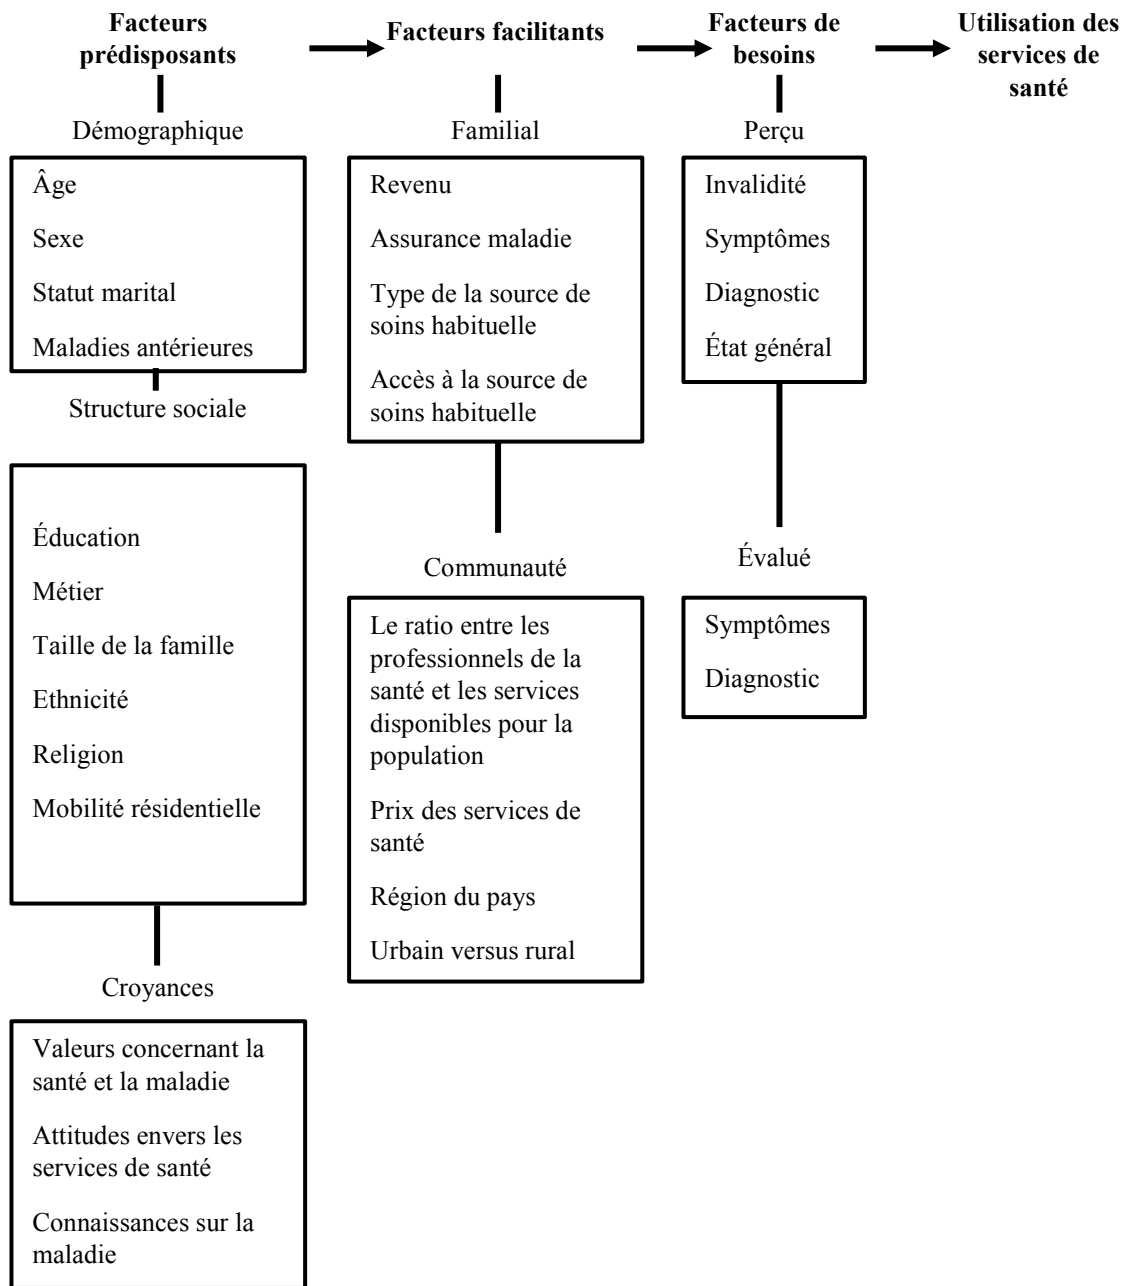 Facteurs
prédisposants
Facteurs facilitants
Facteurs de
besoins
Utilisation des
services de
santé
Démographique
Âge
Sexe
Statut marital
Maladies antérieures
Structure sociale
Éducation
Métier
Taille de la famille
Ethnicité
Religion
Mobilité résidentielle
Croyances
Valeurs concernant la
santé et la maladie
Attitudes envers les
services de santé
Connaissances sur la
maladie
Familial
Revenu
Assurance maladie
Type de la source de
soins habituelle
Accès à la source de
soins habituelle
Communauté
Le ratio entre les
professionnels de la
santé et les services
disponibles pour la
population
Prix des services de
santé
Région du pays
Urbain versus rural
Perçu
Invalidité
Symptômes
Diagnostic
État général
Évalué
Symptômes
Diagnostic